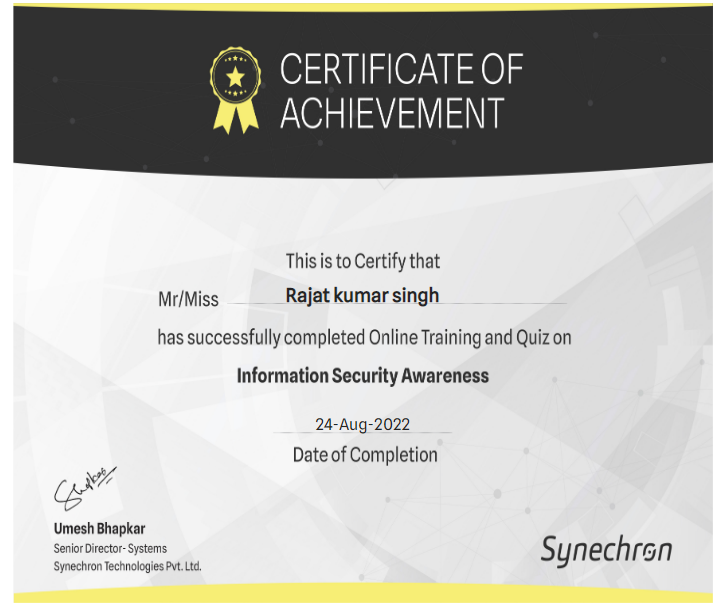 CERTIFICATE OF
ACHIEVEMENT
This is to Certify that
Mr/Miss Rajat kumar singh
has successfully completed Online Training and Quiz on
Information Security Awareness
24-Aug-2022
Date of Completion
Umesh Bhapkar
Senior Director- Systems
Synechron Technologies Pvt. Ltd.
Synechron